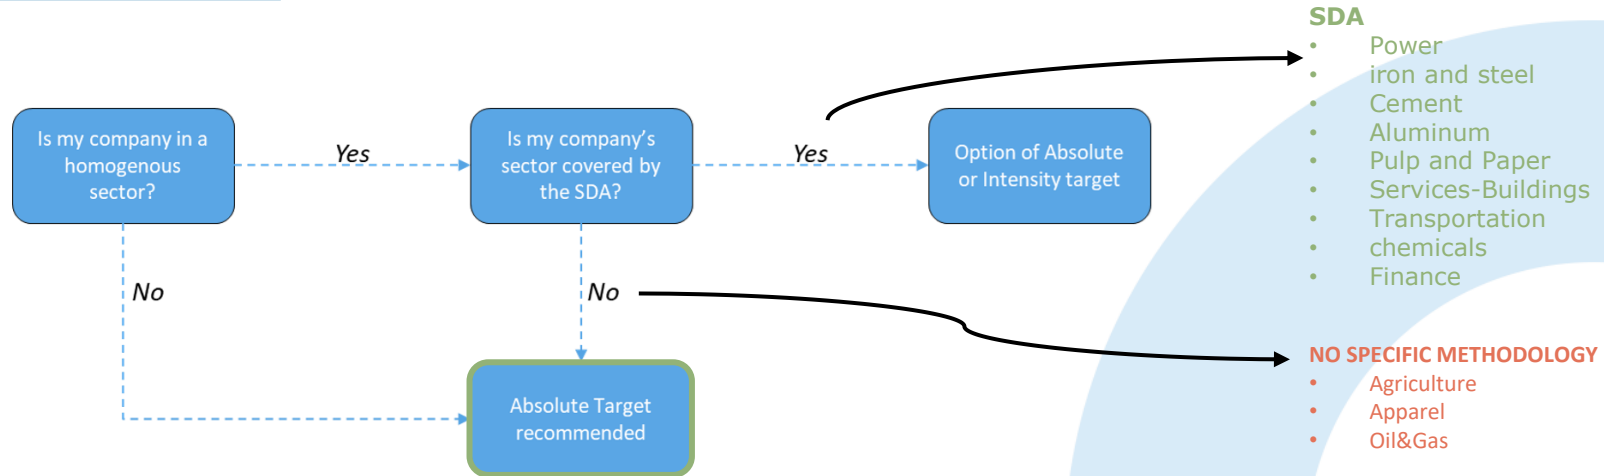 Is my company in a
homogenous
sector?
Yes
Is my company's
sector covered by
the SDA?
Yes
Option of Absolute
or Intensity target
No
No
Absolute Target
recommended
SDA
• Power
• iron and steel
• Cement
• Aluminum
• Pulp and Paper
• Services-Buildings
• Transportation
• chemicals
• Finance
NO SPECIFIC METHODOLOGY
• Agriculture
• Apparel
• Oil&Gas